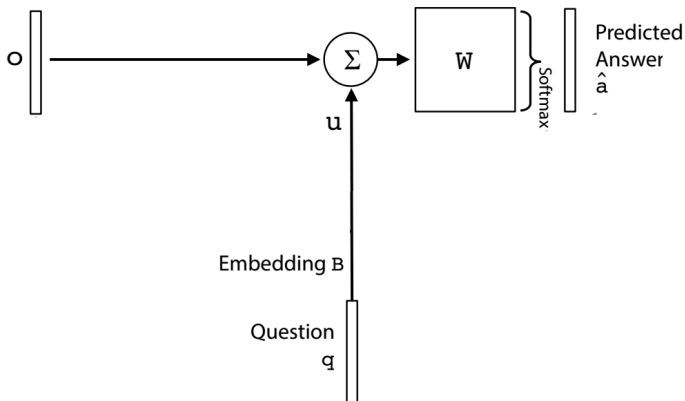 o
Σ
W
Softmax
Predicted
Answer
â
u
Embedding B
Question
q